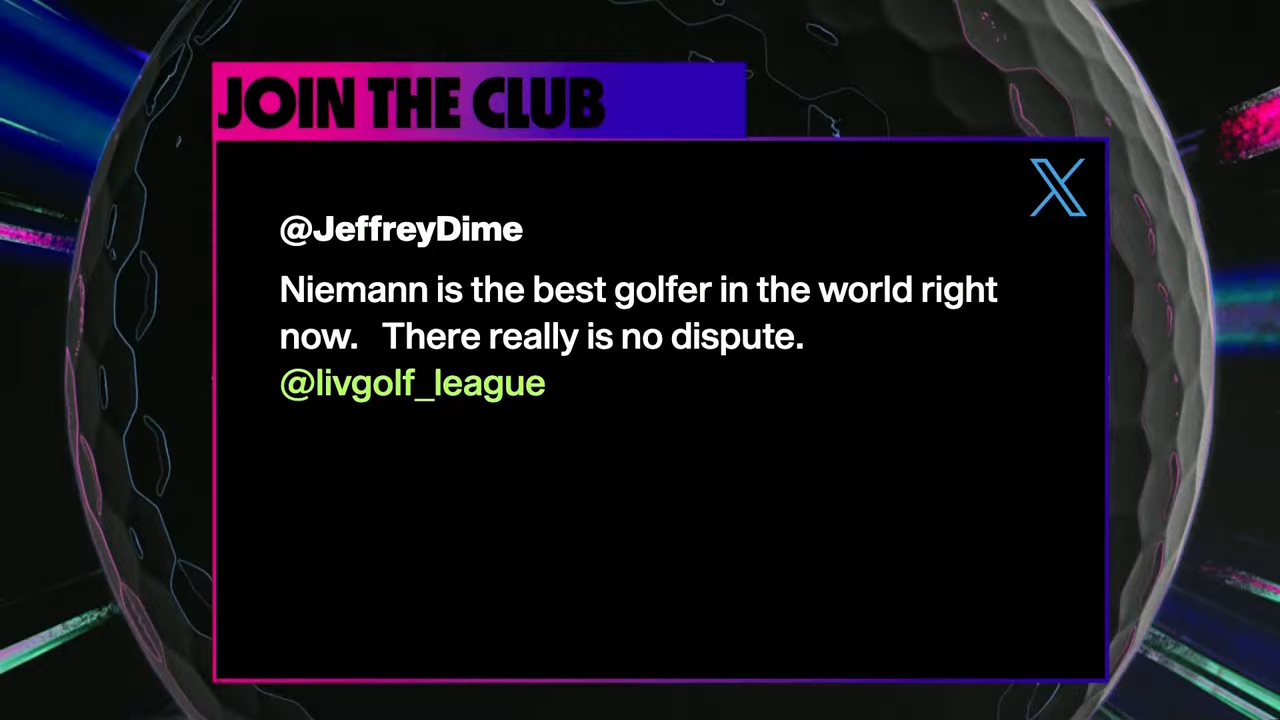 JOIN THE CLUB
@JeffreyDime
Niemann is the best golfer in the world right
now.   There really is no dispute.
@livgolf_league